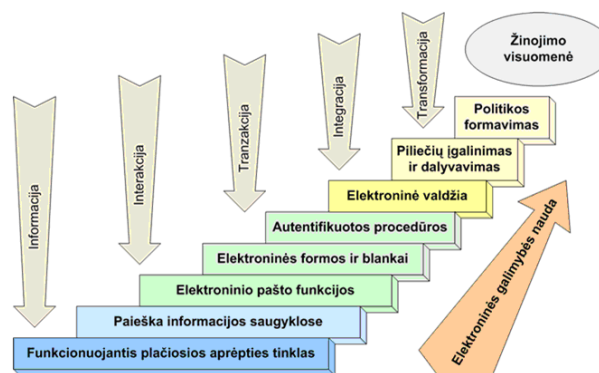 Žinojimo
visuomenė
Transformacija
Integracija
Tranzakcija
Interakcija
Informacija
Politikos
formavimas
Piliečių įgalinimas
ir dalyvavimas
Elektroninė valdžia
Autentifikuotos procedūros
Elektroninės formos ir blankai
Elektroninio pašto funkcijos
Paieška informacijos saugyklose
Funkcionuojantis plačiosios aprėpties tinklas
Elektroninės galimybės nauda